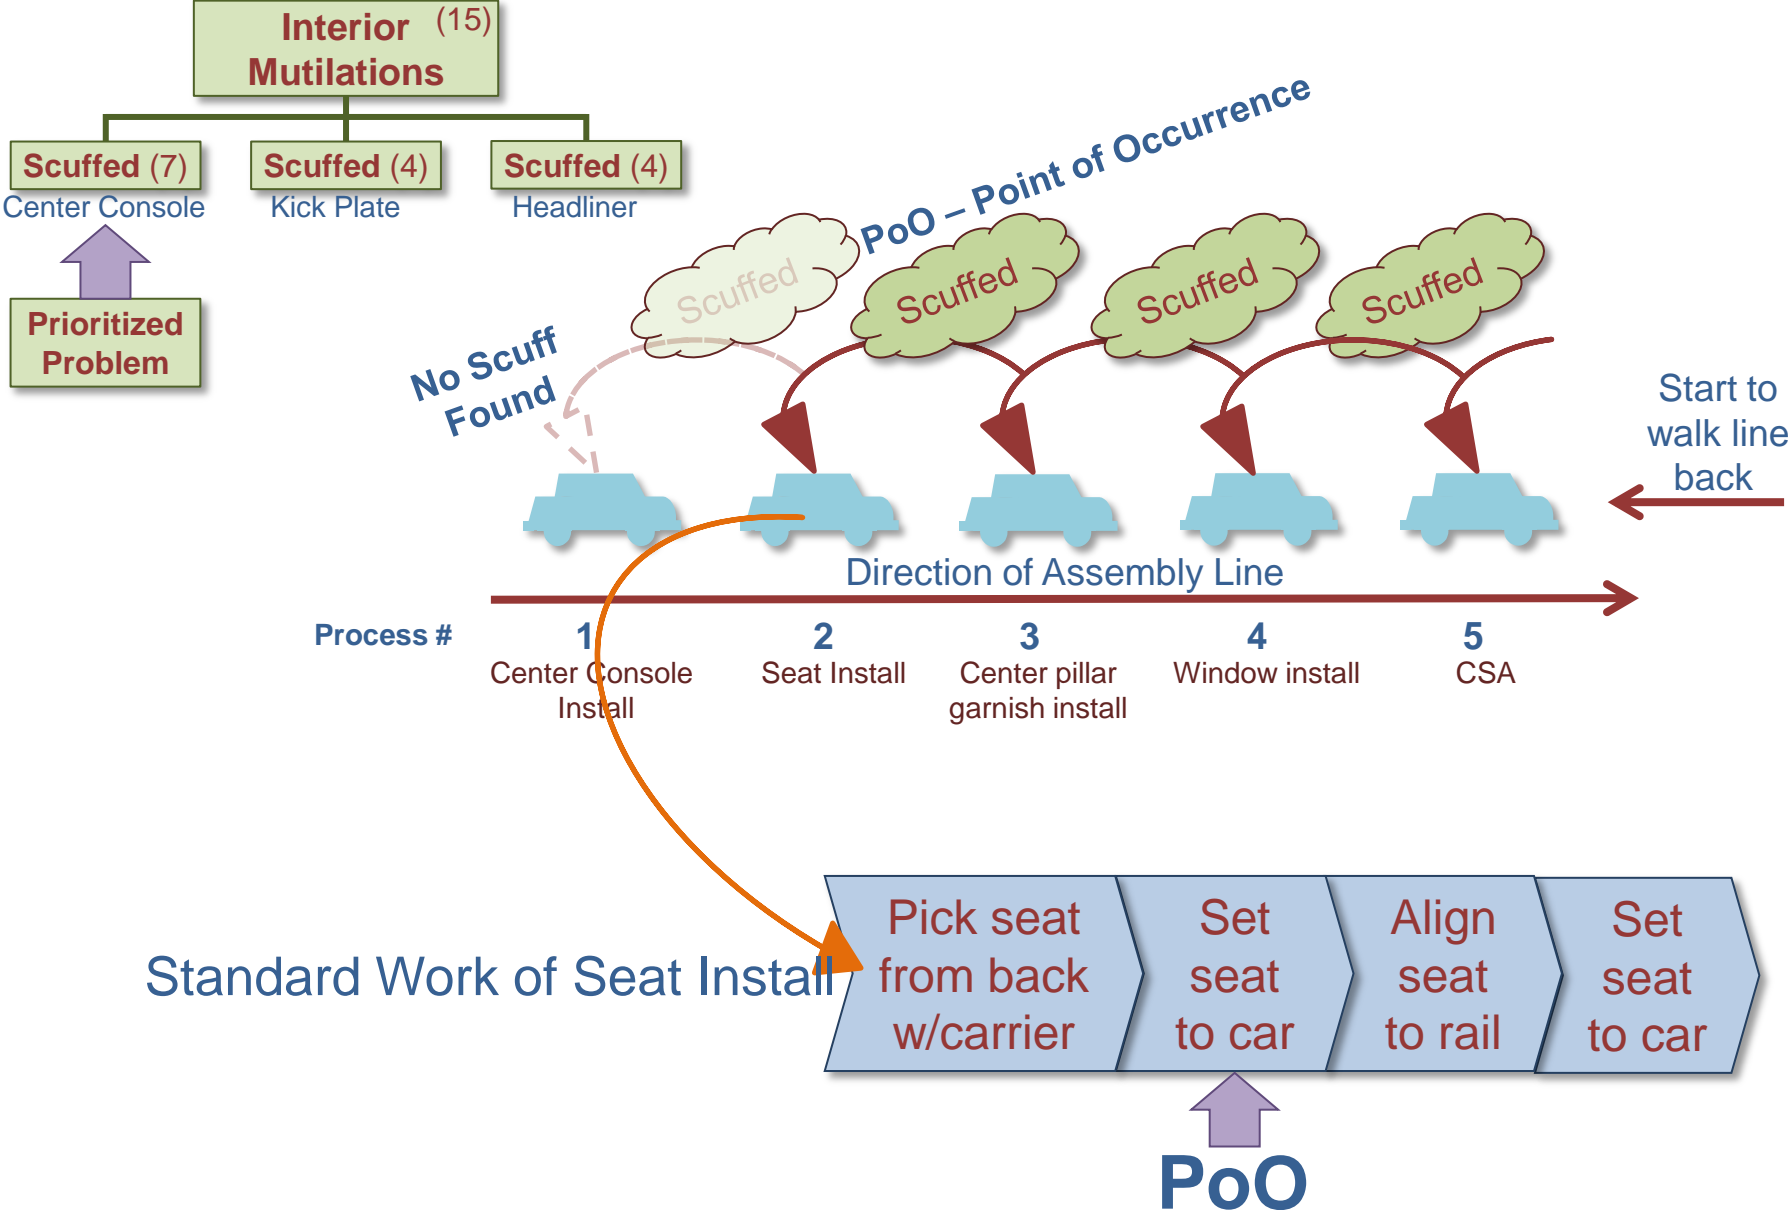 Interior (15)
Mutilations
Scuffed (7)
Scuffed (4)
Scuffed (4)
Center Console
Kick Plate
Headliner
Prioritized
Problem
PoO – Point of Occurrence
Scuffed
Scuffed
Scuffed
Scuffed
No Scuff
Found
Start to
walk line
back
Direction of Assembly Line
Process #
1
2
3
4
5
Center Console
Install
Seat Install
Center pillar
garnish install
Window install
CSA
Standard Work of Seat Install
Pick seat
from back
w/carrier
Set
seat
to car
Align
seat
to rail
Set
seat
to car
PoO